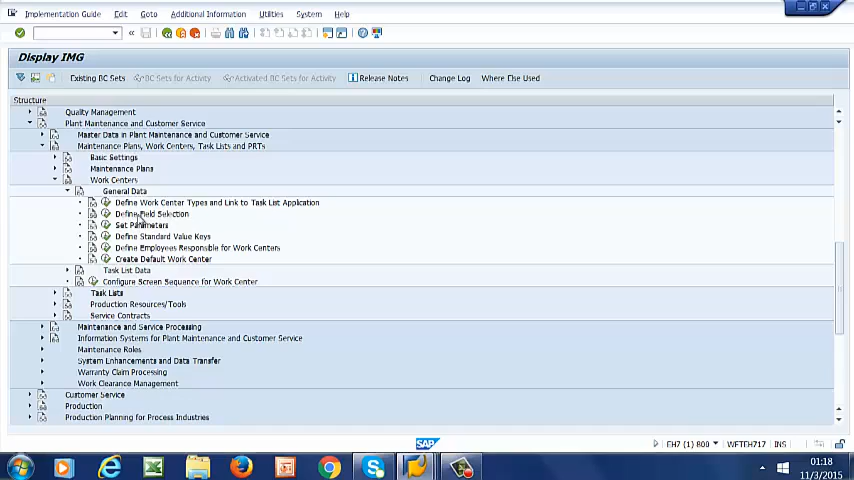 Implementation Guide Edit Goto Additional Information Utilities System Help
Display IMG
Existing BC Sets BC Sets for Activity Activated BC Sets for Activity Release Notes Change Log Where Else Used
Structure
Quality Management
Plant Maintenance and Customer Service
Master Data in Plant Maintenance and Customer Service
Maintenance Plans, Work Centers, Task Lists and PRTs
Basic Settings
Maintenance Plans
Work Centers
General Data
Define Work Center Types and Link to Task List Application
Define Field Selection
Set Parameters
Define Standard Value Keys
Define Employees Responsible for Work Centers
Create Default Work Center
Task List Data
Configure Screen Sequence for Work Center
Task Lists
Production Resources/Tools
Service Contracts
Maintenance and Service Processing
Information Systems for Plant Maintenance and Customer Service
Maintenance Roles
System Enhancements and Data Transfer
Warranty Claim Processing
Work Clearance Management
Customer Service
Production
Production Planning for Process Industries
SAP
EH7 (1) 800 WFTEH717 INS
01:18
11/3/2015